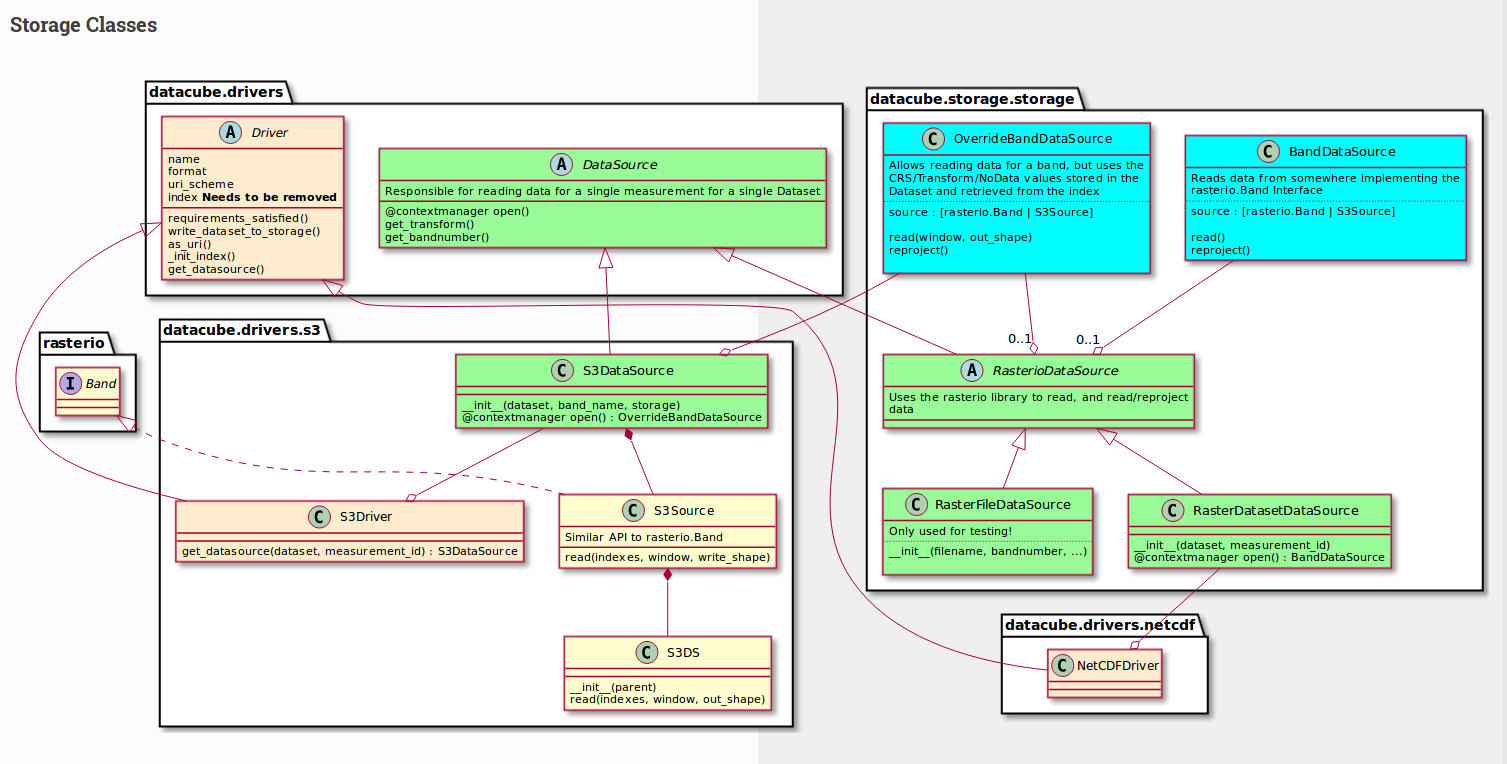 Storage Classes
datacube.drivers
A Driver
name
format
uri_scheme
index Needs to be removed
requirements_satisfied()
write_dataset_to_storage()
as_uri()
_init_index()
get_datasource()
A DataSource
Responsible for reading data for a single measurement for a single Dataset
@contextmanager open()
get_transform()
get_bandnumber()
datacube.storage.storage
C OverrideBandDataSource
Allows reading data for a band, but uses the
CRS/Transform/NoData values stored in the
Dataset and retrieved from the index
source : [rasterio.Band | S3Source]
read(window, out_shape)
reproject()
C BandDataSource
Reads data from somewhere implementing the
rasterio.Band Interface
source : [rasterio.Band | S3Source]
read()
reproject()
0..1
0..1
A RasterioDataSource
Uses the rasterio library to read, and read/reproject
data
C RasterFileDataSource
Only used for testing!
__init__(filename, bandnumber, ...)
C RasterDatasetDataSource
__init__(dataset, measurement_id)
@contextmanager open() : BandDataSource
rasterio
I Band
datacube.drivers.s3
C S3DataSource
__init__(dataset, band_name, storage)
@contextmanager open() : OverrideBandDataSource
C S3Driver
get_datasource(dataset, measurement_id) : S3DataSource
C S3Source
Similar API to rasterio.Band
read(indexes, window, write_shape)
C S3DS
__init__(parent)
read(indexes, window, out_shape)
datacube.drivers.netcdf
C NetCDFDriver